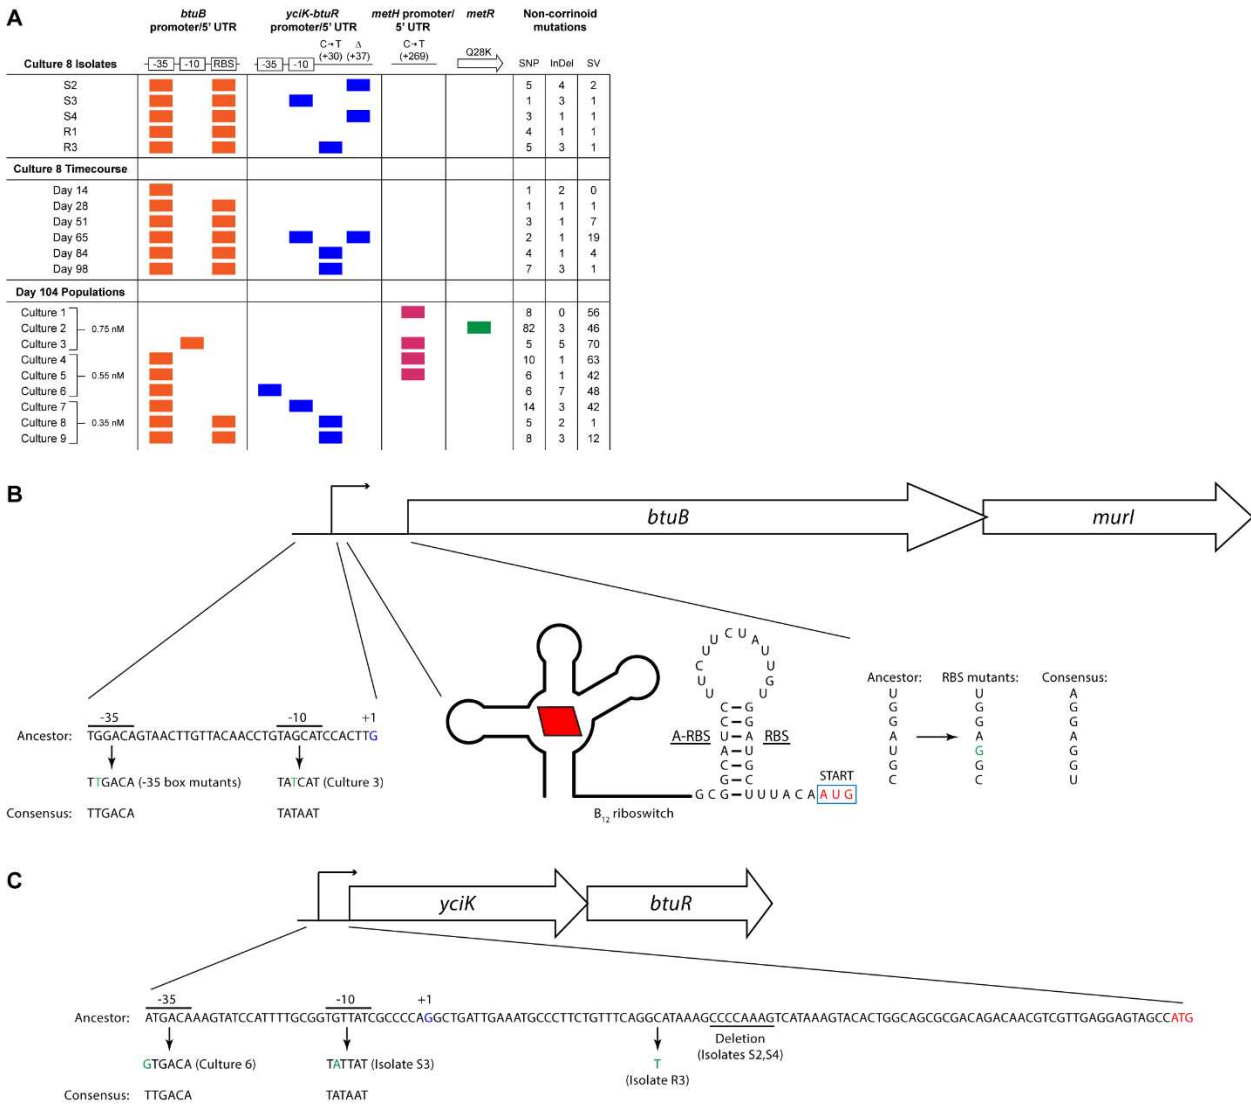 A
btuB promoter/5' UTR
yciK-btuR promoter/5' UTR
metH promoter/ 5' UTR
metR
Non-corrinoid mutations
C→T (+30)
Δ (+37)
C→T (+269)
Q28K
Culture 8 Isolates
-35 -10 RBS
-35 -10
SNP InDel SV
S2 5 4 2
S3 1 3 1
S4 3 1 1
R1 4 1 1
R3 5 3 1
Culture 8 Timecourse
Day 14 1 2 0
Day 28 1 1 1
Day 51 3 1 7
Day 65 2 1 19
Day 84 4 1 4
Day 98 7 3 1
Day 104 Populations
Culture 1 8 0 56
Culture 2 0.75 nM 82 3 46
Culture 3 5 5 70
Culture 4 10 1 63
Culture 5 0.55 nM 6 1 42
Culture 6 6 7 48
Culture 7 14 3 42
Culture 8 0.35 nM 5 2 1
Culture 9 8 3 12
B
btuB murI
-35 -10 +1
Ancestor: TGGACAGTAACTTGTTACAACCTGTAGCATCCACTTG
TTGACA (-35 box mutants) TATCAT (Culture 3)
Consensus: TTGACA TATAAT
B12 riboswitch
A-RBS RBS
U C U U C U A U U G U
U C C U A C G G
G G A U G C U
START
G C G U U U A C A A U G
Ancestor: RBS mutants: Consensus:
U U A
G G G
G G G
A A A
U G G
G G G
C C U
C
yciK btuR
-35 -10 +1
Ancestor: ATGACAAAGTATCCATTTTGCGGTGTTATCGCCCCAGGCTGATTGAAATGCCCTTCTGTTTCAGGCATAAAGCCCCAAAGTCATAAAGTACACTGGCAGCGCGACAGACAACGTCGTTGAGGAGTAGCCATG
Deletion
(Isolates S2,S4)
GTGACA (Culture 6) TATTAT (Isolate S3) T
(Isolate R3)
Consensus: TTGACA TATAAT